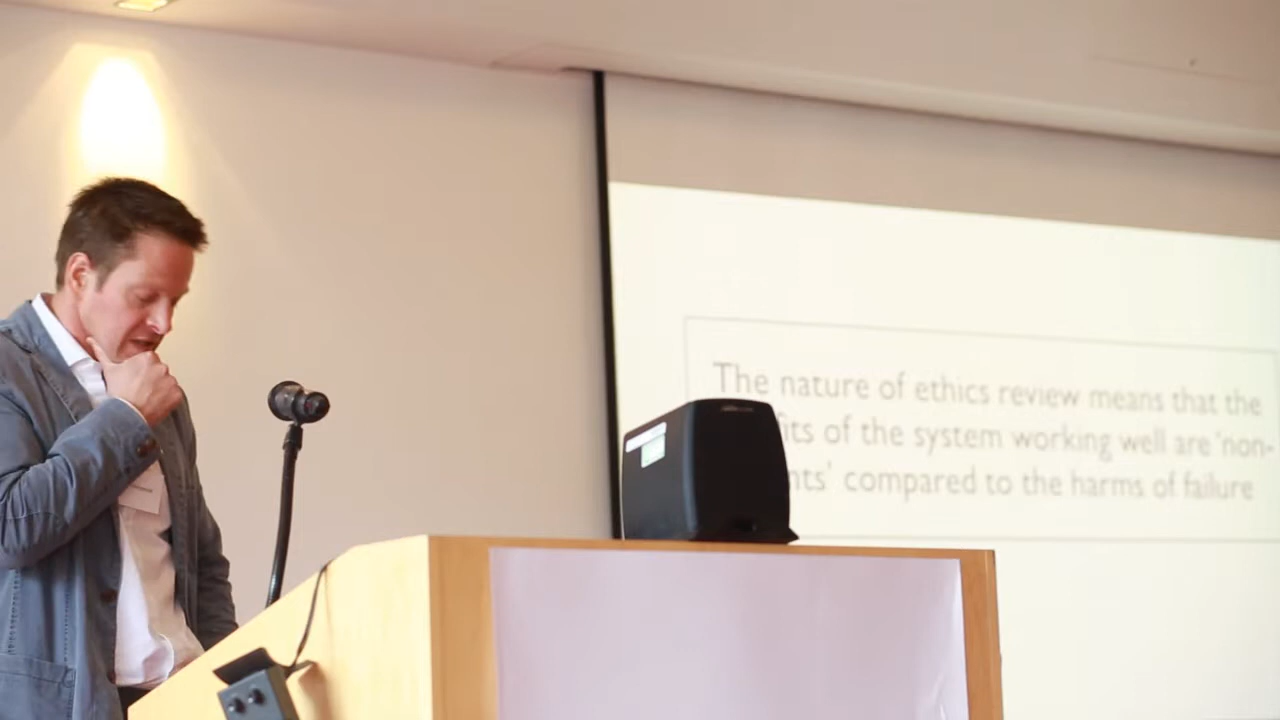 The nature of ethics review means that the
fits of the system working well are 'non-
nts' compared to the harms of failure